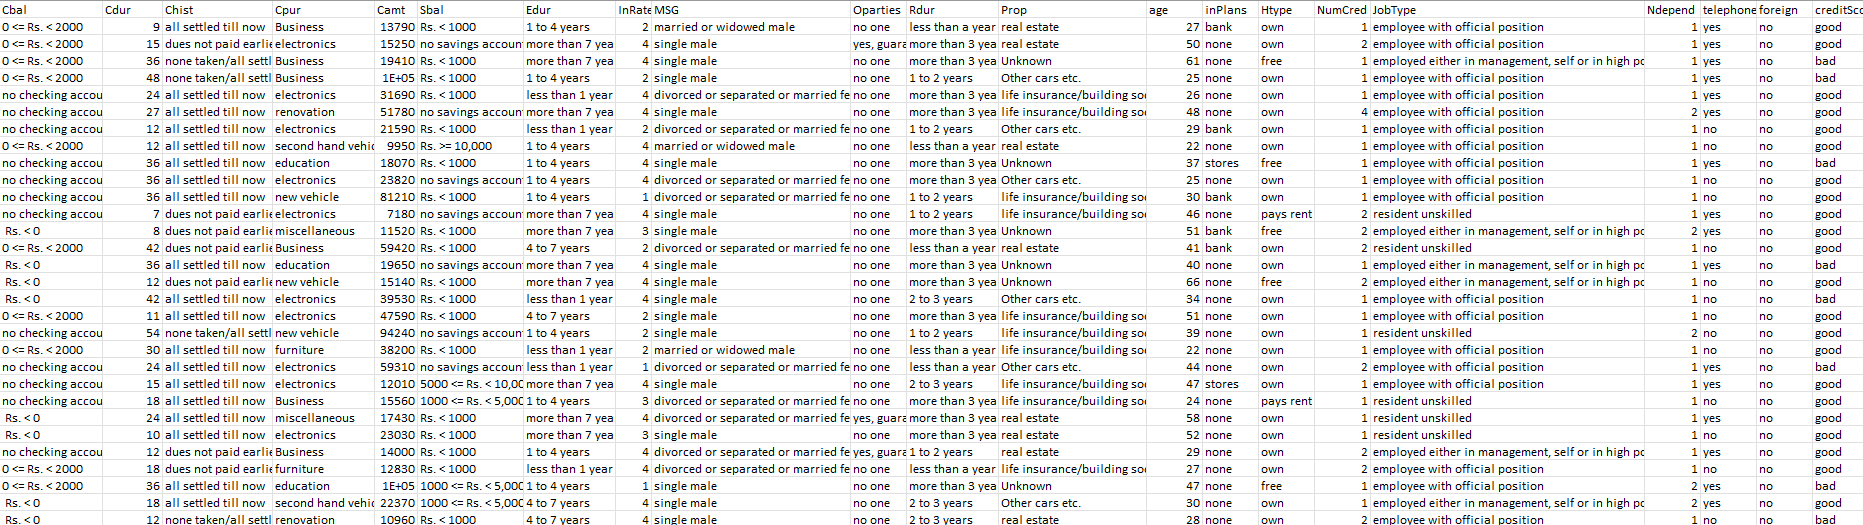 Cbal Cdur Chist Cpur Camt Sbal Edur InRate MSG Oparties Rdur Prop age inPlans Htype NumCred JobType Ndepend telephone foreign creditSco
0 <= Rs. < 2000 9 all settled till now Business 13790 Rs. < 1000 1 to 4 years 2 married or widowed male no one less than a year real estate 27 bank own 1 employee with official position 1 yes no good
0 <= Rs. < 2000 15 dues not paid earlie electronics 15250 no savings accoun more than 7 yea 4 single male yes, guara more than 3 yea real estate 50 none own 2 employee with official position 1 yes no good
0 <= Rs. < 2000 36 none taken/all settl Business 19410 Rs. < 1000 more than 7 yea 4 single male no one more than 3 yea Unknown 61 none free 1 employed either in management, self or in high po 1 yes no bad
0 <= Rs. < 2000 48 none taken/all settl Business 1E+05 Rs. < 1000 1 to 4 years 2 single male no one 1 to 2 years Other cars etc. 25 none own 1 employee with official position 1 yes no bad
no checking accou 24 all settled till now electronics 31690 Rs. < 1000 less than 1 year 4 divorced or separated or married fe no one more than 3 yea life insurance/building soc 26 none own 1 employee with official position 1 yes no good
no checking accou 27 all settled till now renovation 51780 no savings accoun more than 7 yea 4 single male no one more than 3 yea life insurance/building soc 48 none own 4 employee with official position 2 yes no good
no checking accou 12 all settled till now electronics 21590 Rs. < 1000 less than 1 year 2 divorced or separated or married fe no one 1 to 2 years Other cars etc. 29 bank own 1 employee with official position 1 no no good
0 <= Rs. < 2000 12 all settled till now second hand vehic 9950 Rs. >= 10,000 1 to 4 years 4 married or widowed male no one less than a year real estate 22 none own 1 employee with official position 1 no no good
no checking accou 36 all settled till now education 18070 Rs. < 1000 1 to 4 years 4 single male no one more than 3 yea Unknown 37 stores free 1 employee with official position 1 yes no bad
no checking accou 36 all settled till now electronics 23820 no savings accoun 1 to 4 years 4 divorced or separated or married fe no one more than 3 yea Other cars etc. 25 none own 1 employee with official position 1 no no good
no checking accou 36 all settled till now new vehicle 81210 Rs. < 1000 1 to 4 years 1 divorced or separated or married fe no one 1 to 2 years life insurance/building soc 30 bank own 1 employee with official position 1 no no good
no checking accou 7 dues not paid earlie electronics 7180 no savings accoun more than 7 yea 4 single male no one 1 to 2 years life insurance/building soc 46 none pays rent 2 resident unskilled 1 yes no good
Rs. < 0 8 dues not paid earlie miscellaneous 11520 Rs. < 1000 more than 7 yea 3 single male no one more than 3 yea Unknown 51 bank free 2 employed either in management, self or in high po 2 yes no good
0 <= Rs. < 2000 42 dues not paid earlie Business 59420 Rs. < 1000 4 to 7 years 2 divorced or separated or married fe no one less than a year real estate 41 bank own 2 resident unskilled 1 no no good
Rs. < 0 36 all settled till now education 19650 no savings accoun more than 7 yea 4 single male no one more than 3 yea Unknown 40 none own 1 employed either in management, self or in high po 1 yes no bad
Rs. < 0 12 dues not paid earlie new vehicle 15140 Rs. < 1000 more than 7 yea 4 single male no one more than 3 yea Unknown 66 none free 2 employed either in management, self or in high po 1 no no good
Rs. < 0 42 all settled till now electronics 39530 Rs. < 1000 less than 1 year 4 single male no one 2 to 3 years Other cars etc. 34 none own 2 employee with official position 1 no no bad
0 <= Rs. < 2000 11 all settled till now electronics 47590 Rs. < 1000 4 to 7 years 2 single male no one more than 3 yea life insurance/building soc 51 none own 1 employee with official position 1 no no good
no checking accou 54 none taken/all settl new vehicle 94240 no savings accoun 1 to 4 years 2 single male no one 1 to 2 years life insurance/building soc 39 none own 1 resident unskilled 2 no no good
0 <= Rs. < 2000 30 all settled till now furniture 38200 Rs. < 1000 less than 1 year 2 married or widowed male no one less than a year life insurance/building soc 22 none own 1 employee with official position 1 no no good
no checking accou 24 all settled till now electronics 59310 no savings accoun less than 1 year 1 divorced or separated or married fe no one less than a year Other cars etc. 44 none own 2 employee with official position 1 yes no bad
no checking accou 15 all settled till now electronics 12010 5000 <= Rs. < 10,00 more than 7 yea 4 single male no one 2 to 3 years life insurance/building soc 47 stores own 1 employee with official position 1 yes no good
no checking accou 18 all settled till now Business 15560 1000 <= Rs. < 5,000 1 to 4 years 3 divorced or separated or married fe no one more than 3 yea life insurance/building soc 24 none pays rent 1 employee with official position 1 no no good
Rs. < 0 24 all settled till now miscellaneous 17430 Rs. < 1000 more than 7 yea 4 divorced or separated or married fe yes, guara more than 3 yea real estate 58 none own 1 resident unskilled 1 yes no good
Rs. < 0 10 all settled till now electronics 23030 Rs. < 1000 more than 7 yea 3 single male no one more than 3 yea real estate 52 none own 1 resident unskilled 1 no no good
no checking accou 12 dues not paid earlie Business 14000 Rs. < 1000 1 to 4 years 4 divorced or separated or married fe yes, guara 1 to 2 years real estate 29 none own 2 employed either in management, self or in high po 1 no no good
0 <= Rs. < 2000 18 dues not paid earlie furniture 12830 Rs. < 1000 less than 1 year 4 divorced or separated or married fe no one less than a year life insurance/building soc 27 none own 2 employee with official position 1 no no good
0 <= Rs. < 2000 36 all settled till now education 1E+05 1000 <= Rs. < 5,000 1 to 4 years 1 single male no one more than 3 yea Unknown 47 none free 1 employee with official position 2 yes no bad
Rs. < 0 18 all settled till now second hand vehic 22370 1000 <= Rs. < 5,000 4 to 7 years 4 single male no one 2 to 3 years Other cars etc. 30 none own 1 employed either in management, self or in high po 2 yes no good
Rs. < 0 12 none taken/all settl renovation 10960 Rs. < 1000 4 to 7 years 4 single male no one 2 to 3 years real estate 28 none own 2 employee with official position 1 no no bad